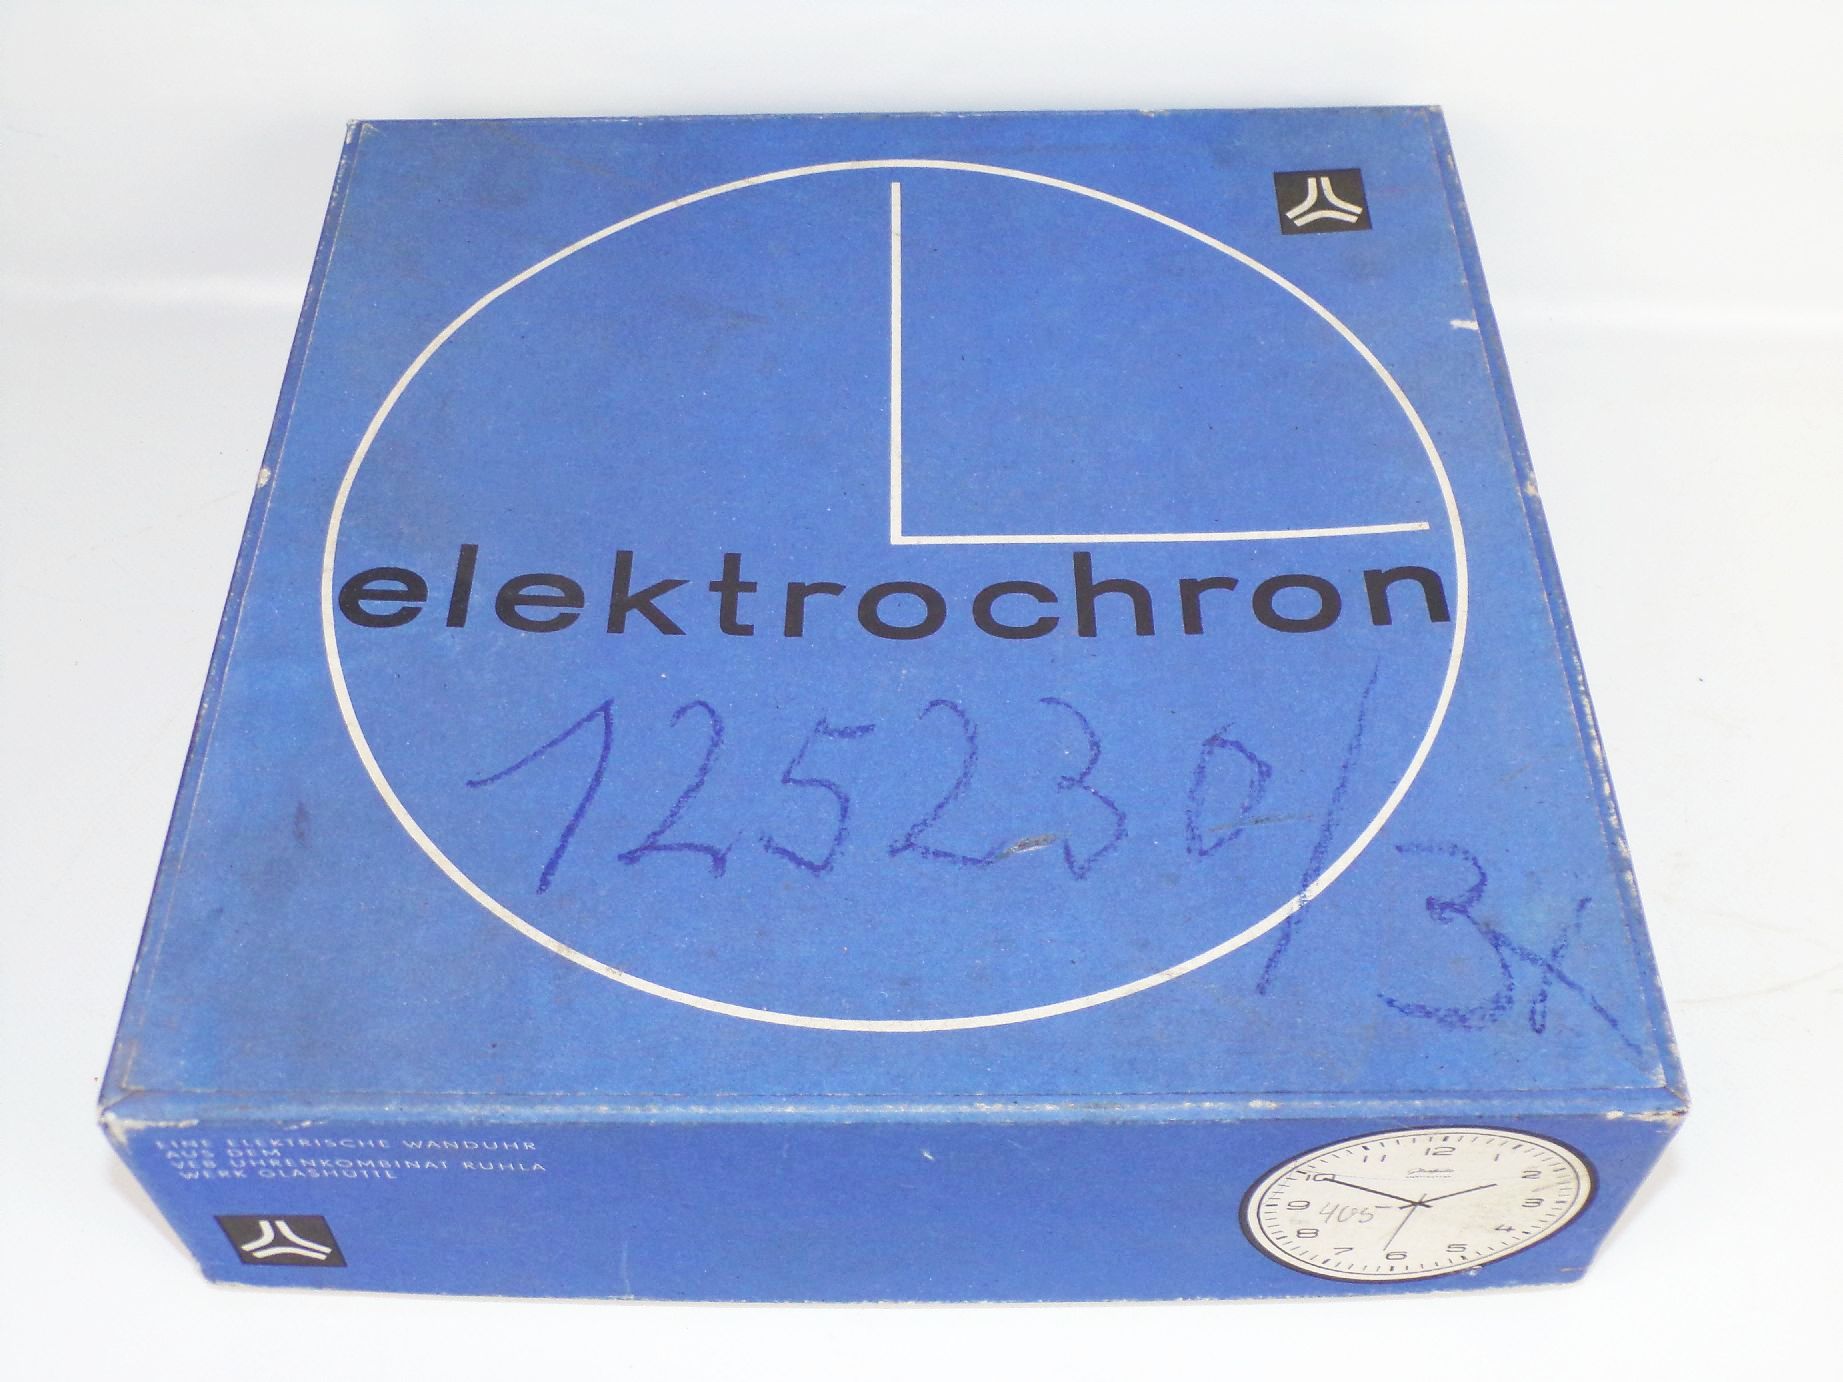 elektrochron
125230/3x
EINE ELEKTRISCHE WANDUHR
AUS DEM
VEB UHRENKOMBINAT RUHLA
WERK GLASHÜTTE
12
1
2
3
4
5
6
7
8
9
10
11
405